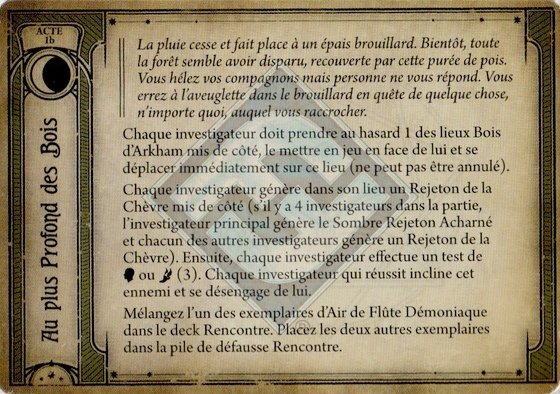 ACTE
1b
Au plus Profond des Bois
La pluie cesse et fait place à un épais brouillard. Bientôt, toute
la forêt semble avoir disparu, recouverte par cette purée de pois.
Vous hélez vos compagnons mais personne ne vous répond. Vous
errez à l'aveuglette dans le brouillard en quête de quelque chose,
n'importe quoi, auquel vous raccrocher.
Chaque investigateur doit prendre au hasard 1 des lieux Bois
d'Arkham mis de côté, le mettre en jeu en face de lui et se
déplacer immédiatement sur ce lieu (ne peut pas être annulé).
Chaque investigateur génère dans son lieu un Rejeton de la
Chèvre mis de côté (s'il y a 4 investigateurs dans la partie,
l'investigateur principal génère le Sombre Rejeton Acharné
et chacun des autres investigateurs génère un Rejeton de la
Chèvre). Ensuite, chaque investigateur effectue un test de
ou (3). Chaque investigateur qui réussit incline cet
ennemi et se désengage de lui.
Mélangez l'un des exemplaires d'Air de Flûte Démoniaque
dans le deck Rencontre. Placez les deux autres exemplaires
dans la pile de défausse Rencontre.